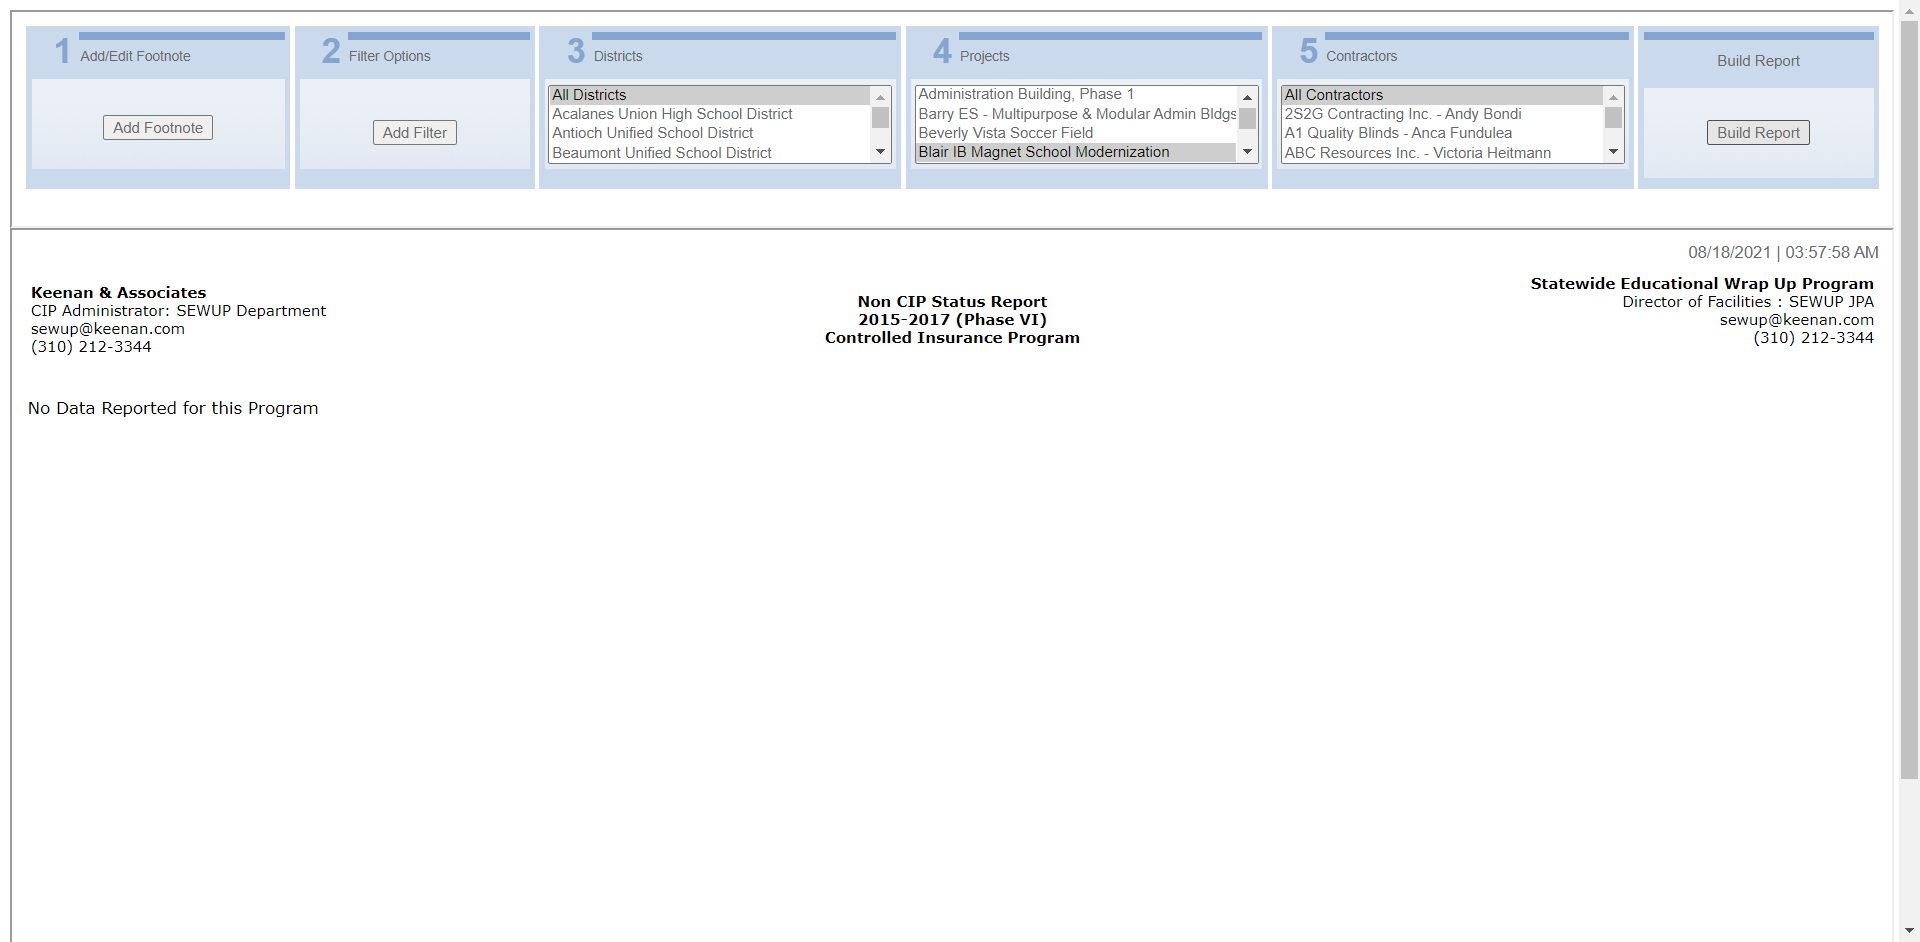 1 Add/Edit Footnote
Add Footnote
2 Filter Options
Add Filter
3 Districts
All Districts
Acalanes Union High School District
Antioch Unified School District
Beaumont Unified School District
4 Projects
Administration Building, Phase 1
Barry ES - Multipurpose & Modular Admin Bldgs
Beverly Vista Soccer Field
Blair IB Magnet School Modernization
5 Contractors
All Contractors
2S2G Contracting Inc. - Andy Bondi
A1 Quality Blinds - Anca Fundulea
ABC Resources Inc. - Victoria Heitmann
Build Report
Build Report
08/18/2021 | 03:57:58 AM
Keenan & Associates
CIP Administrator: SEWUP Department
sewup@keenan.com
(310) 212-3344
Non CIP Status Report
2015-2017 (Phase VI)
Controlled Insurance Program
Statewide Educational Wrap Up Program
Director of Facilities : SEWUP JPA
sewup@keenan.com
(310) 212-3344
No Data Reported for this Program